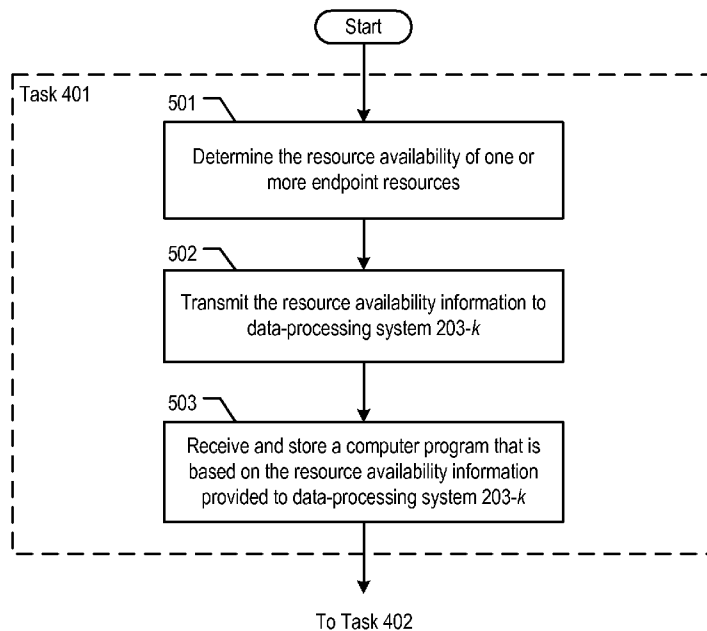 Start
Task 401
501
Determine the resource availability of one or
more endpoint resources
502
Transmit the resource availability information to
data-processing system 203-k
503
Receive and store a computer program that is
based on the resource availability information
provided to data-processing system 203-k
To Task 402